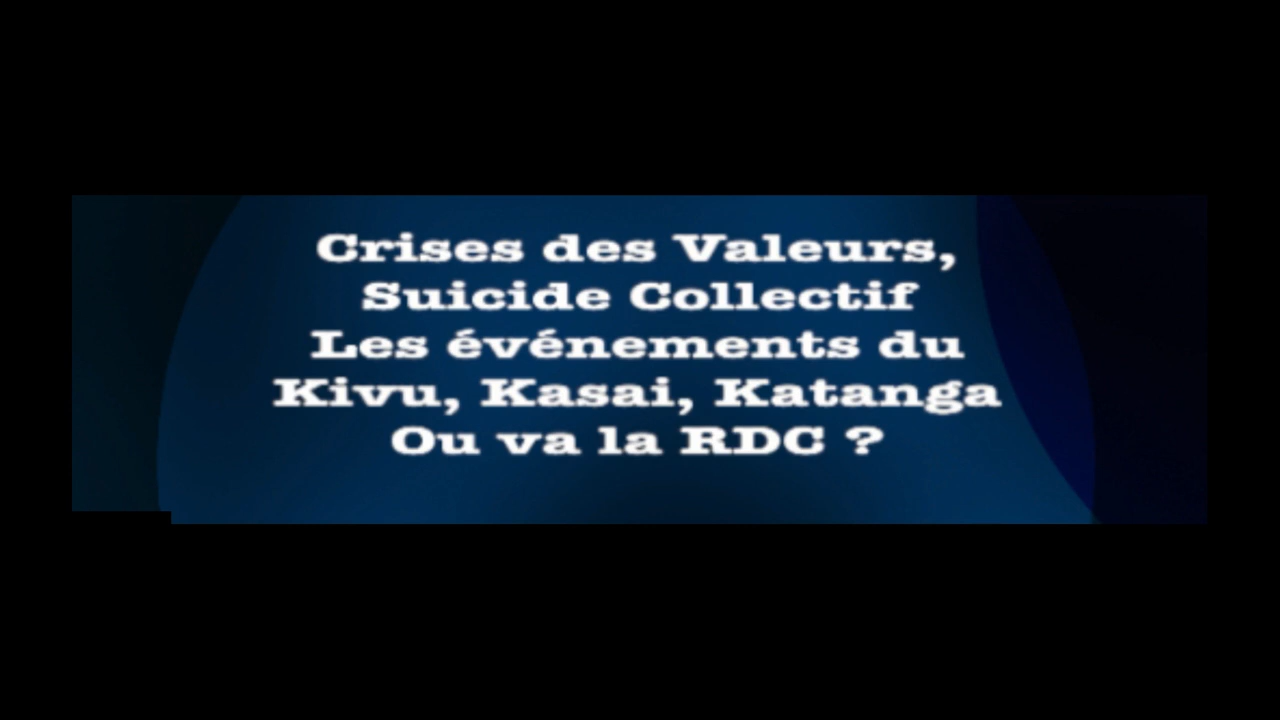 Crises des Valeurs,
Suicide Collectif
Les événements du
Kivu, Kasai, Katanga
Ou va la RDC ?